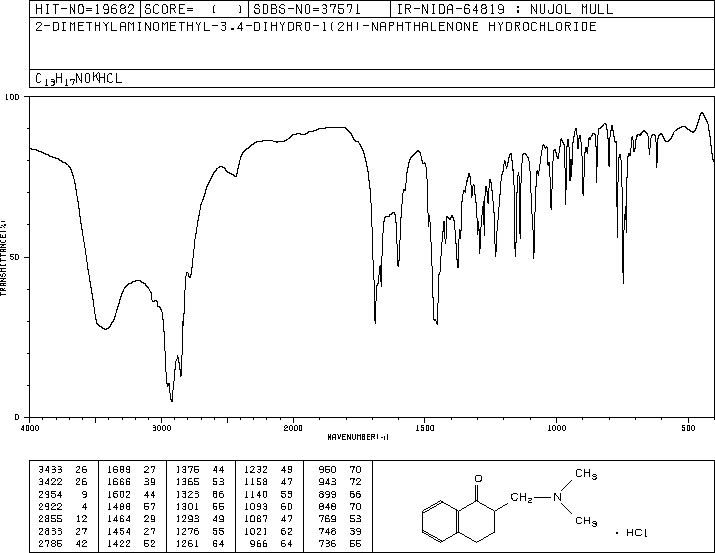 HIT-NO=19682 SCORE= ( ) SDBS-NO=37571 IR-NIDA-64819 : NUJOL MULL
2-DIMETHYLAMINOMETHYL-3.4-DIHYDRO-1(2H)-NAPHTHALENONE HYDROCHLORIDE
C13H17NO HCL
100
50
0
TRANSMITTANCE(%)
4000 3000 2000 1500 1000 500
WAVENUMBER(-1)
3433 26 1689 27 1376 44 1232 49 960 70
3422 26 1666 39 1365 53 1158 47 943 72
2954 9 1602 44 1323 66 1140 59 899 66
2922 4 1488 57 1301 55 1093 60 848 70
2855 12 1464 29 1293 49 1087 47 769 53
2833 27 1454 27 1276 55 1021 62 748 39
2786 42 1422 52 1261 64 966 64 736 55
O
CH3
CH2 N
CH3
· HCl